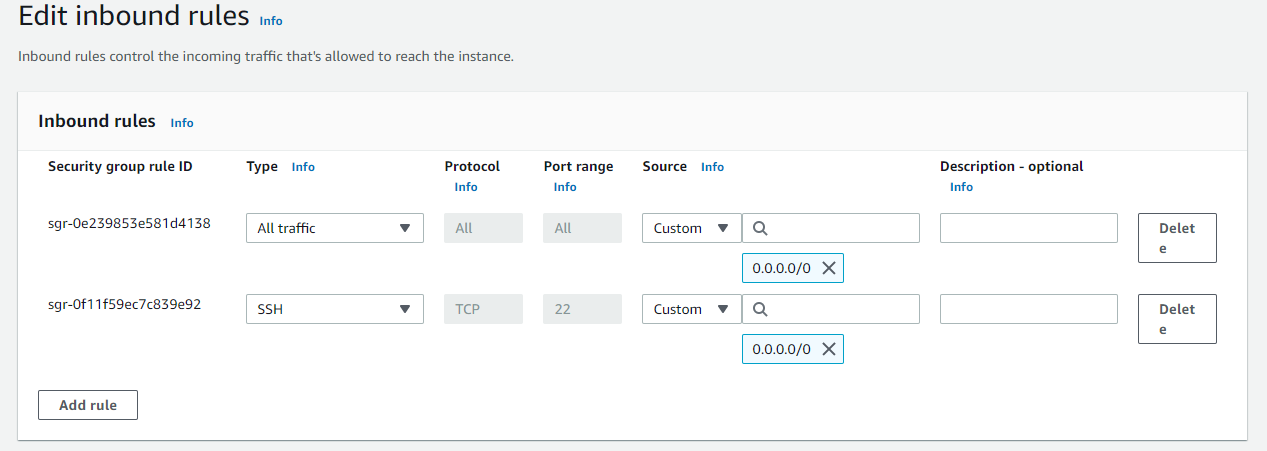 Edit inbound rules Info
Inbound rules control the incoming traffic that's allowed to reach the instance.
Inbound rules Info
Security group rule ID Type Info Protocol Info Port range Info Source Info Description - optional Info
sgr-0e239853e581d4138 All traffic All All Custom Delet
0.0.0.0/0 e
sgr-0f11f59ec7c839e92 SSH TCP 22 Custom Delet
0.0.0.0/0 e
Add rule